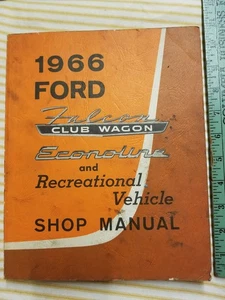 1966
FORD
Falcon
CLUB WAGON
Econoline
and
Recreational
Vehicle
SHOP MANUAL